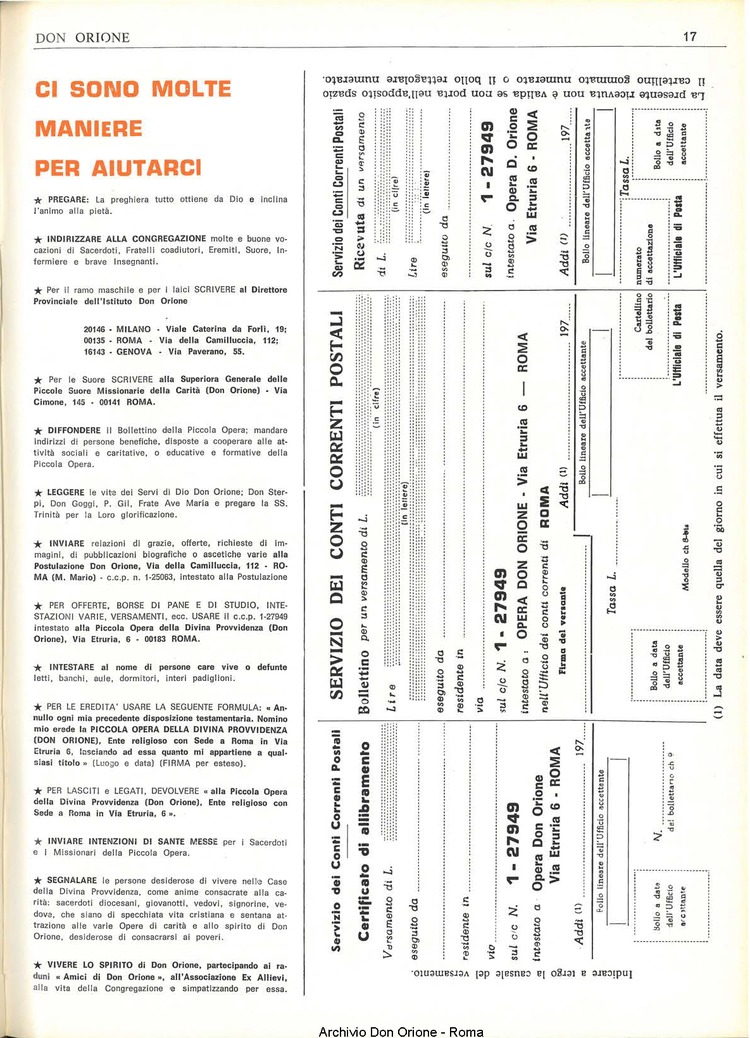 DON ORIONE
17
CI SONO MOLTE
MANIERE
PER AIUTARCI
★ PREGARE: La preghiera tutto ottiene da Dio e inclina
l'animo alla pietà.
★ INDIRIZZARE ALLA CONGREGAZIONE molte e buone vo-
cazioni di Sacerdoti, Fratelli coadiutori, Eremiti, Suore, In-
fermiere e brave Insegnanti.
★ Per il ramo maschile e per i laici SCRIVERE al Direttore
Provinciale dell'Istituto Don Orione
20146 - MILANO - Viale Caterina da Forlì, 19;
00135 - ROMA - Via della Camilluccia, 112;
16143 - GENOVA - Via Paverano, 55.
★ Per le Suore SCRIVERE alla Superiora Generale delle
Piccole Suore Missionarie della Carità (Don Orione) - Via
Cimone, 145 - 00141 ROMA.
★ DIFFONDERE il Bollettino della Piccola Opera; mandare
indirizzi di persone benefiche, disposte a cooperare alle at-
tività sociali e caritative, o educative e formative della
Piccola Opera.
★ LEGGERE le vite dei Servi di Dio Don Orione; Don Ster-
pi, Don Goggi, P. Gil, Frate Ave Maria e pregare la SS.
Trinità per la Loro glorificazione.
★ INVIARE relazioni di grazie, offerte, richieste di im-
magini, di pubblicazioni biografiche o ascetiche varie alla
Postulazione Don Orione, Via della Camilluccia, 112 - RO-
MA (M. Mario) - c.c.p. n. 1-25063, intestato alla Postulazione
★ PER OFFERTE, BORSE DI PANE E DI STUDIO, INTE-
STAZIONI VARIE, VERSAMENTI, ecc. USARE il c.c.p. 1-27949
intestato alla Piccola Opera della Divina Provvidenza (Don
Orione), Via Etruria, 6 - 00183 ROMA.
★ INTESTARE al nome di persone care vive o defunte
letti, banchi, aule, dormitori, interi padiglioni.
★ PER LE EREDITA' USARE LA SEGUENTE FORMULA: « An-
nullo ogni mia precedente disposizione testamentaria. Nomino
mio erede la PICCOLA OPERA DELLA DIVINA PROVVIDENZA
(DON ORIONE), Ente religioso con Sede a Roma in Via
Etruria 6, lasciando ad essa quanto mi appartiene a qual-
siasi titolo » (Luogo e data) (FIRMA per esteso).
★ PER LASCITI e LEGATI, DEVOLVERE « alla Piccola Opera
della Divina Provvidenza (Don Orione), Ente religioso con
Sede a Roma in Via Etruria, 6 ».
★ INVIARE INTENZIONI DI SANTE MESSE per i Sacerdoti
e i Missionari della Piccola Opera.
★ SEGNALARE le persone desiderose di vivere nelle Case
della Divina Provvidenza, come anime consacrate alla ca-
rità: sacerdoti diocesani, giovanotti, vedovi, signorine, ve-
dove, che siano di specchiata vita cristiana e sentana at-
trazione alle varie Opere di carità e allo spirito di Don
Orione, desiderose di consacrarsi ai poveri.
★ VIVERE LO SPIRITO di Don Orione, partecipando ai ra-
duni « Amici di Don Orione », all'Associazione Ex Allievi,
alla vita della Congregazione e simpatizzando per essa.
La presente ricevuta non è valida se non porta nell'apposito spazio
il cartellino gommato numerato o il bollo rettagolare numerato.
Servizio dei Conti Correnti Postali
Ricevuta di un versamento
di L.
(in cifre)
Lire
(in lettere)
eseguito da
sul c/c N. 1-27949
intestato a: Opera D. Orione
Via Etruria 6 - ROMA
Addì (1) 197
Bollo lineare dell'Ufficio accettante
Tassa L.
numerato
di accettazione
L'Ufficiale di Posta
Bollo a data
dell'Ufficio
accettante
SERVIZIO DEI CONTI CORRENTI POSTALI
Bollettino per un versamento di L.
(in cifre)
Lire
(in lettere)
eseguito da
residente in
via
sul c/c N. 1-27949
intestato a: OPERA DON ORIONE - Via Etruria 6 — ROMA
nell'Ufficio dei conti correnti di ROMA
Firma del versante
Addì (1) 197
Bollo lineare dell'Ufficio accettante
Tassa L.
Cartellino
del bollettario
L'Ufficiale di Posta
Modello ch 8-bis
Bollo a data
dell'Ufficio
accettante
Servizio dei Conti Correnti Postali
Certificato di allibramento
Versamento di L.
eseguito da
residente in
via
sul c/c N. 1-27949
intestato a Opera Don Orione
Via Etruria 6 - ROMA
Addì (1) 197
Bollo lineare dell'Ufficio accettante
N.
del bollettario ch 9
Bollo a data
dell'Ufficio
accettante
Indicare a tergo la causale del versamento.
(1) La data deve essere quella del giorno in cui si effettua il versamento.
Archivio Don Orione - Roma